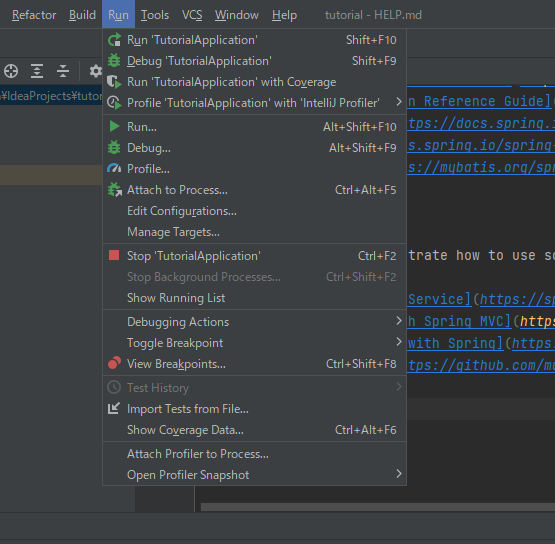 Refactor Build Run Tools VCS Window Help tutorial - HELP.md
Run 'TutorialApplication' Shift+F10
Debug 'TutorialApplication' Shift+F9
Run 'TutorialApplication' with Coverage
Profile 'TutorialApplication' with 'IntelliJ Profiler'
Run... Alt+Shift+F10
Debug... Alt+Shift+F9
Profile...
Attach to Process... Ctrl+Alt+F5
Edit Configurations...
Manage Targets...
Stop 'TutorialApplication' Ctrl+F2
Stop Background Processes... Ctrl+Shift+F2
Show Running List
Debugging Actions
Toggle Breakpoint
View Breakpoints... Ctrl+Shift+F8
Test History
Import Tests from File...
Show Coverage Data... Ctrl+Alt+F6
Attach Profiler to Process...
Open Profiler Snapshot
¥IdeaProjects¥tutor
n Reference Guide](
ttps://docs.spring.i
s.spring.io/spring-
s://mybatis.org/spr
trate how to use so
Service](https://sp
h Spring MVC](https
with Spring](https.
ttps://github.com/my